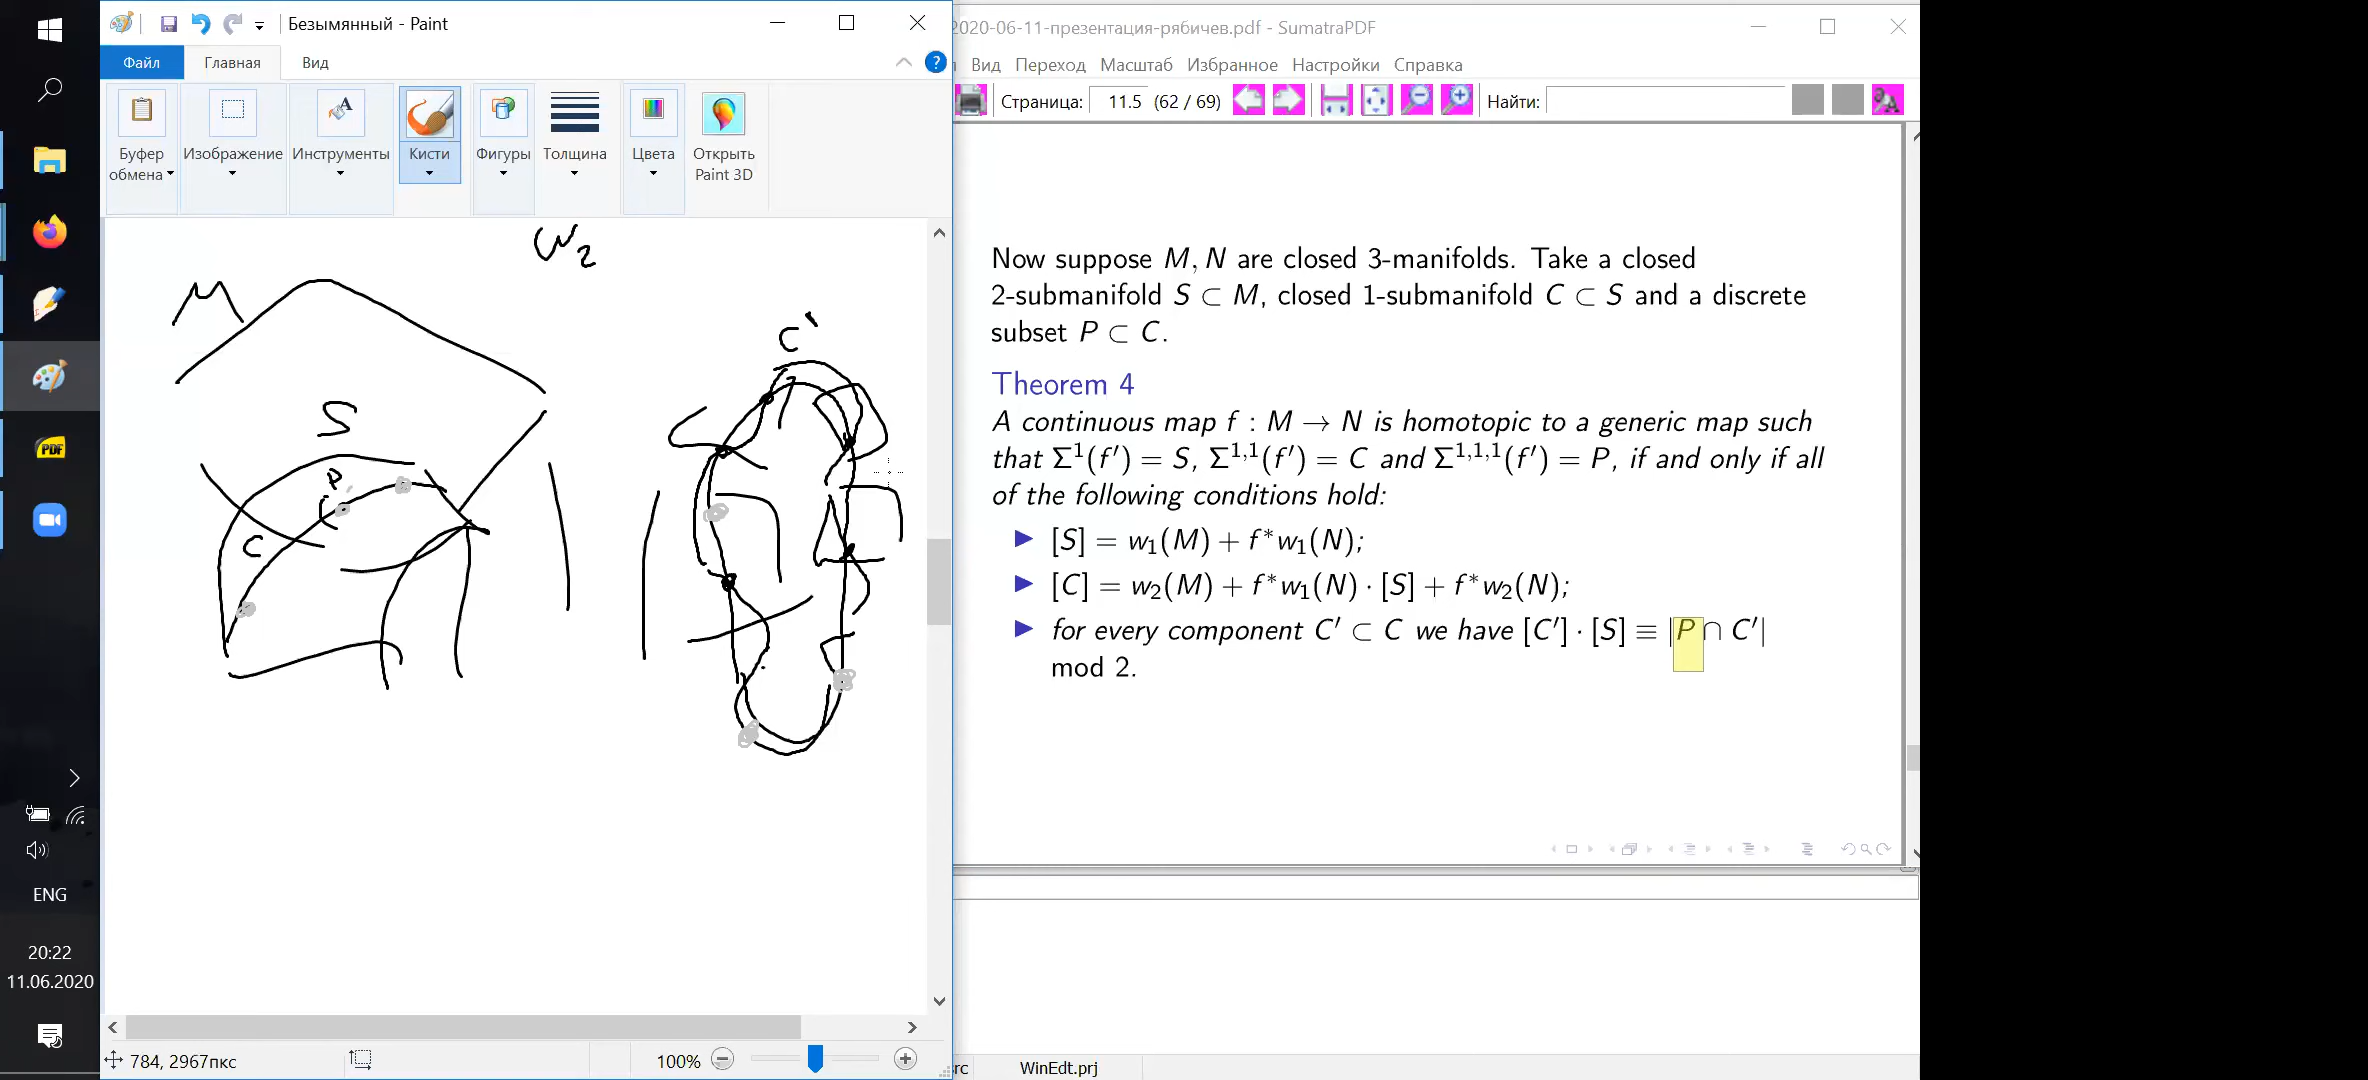 Безымянный - Paint
Файл
Главная
Вид
Буфер обмена
Изображение
Инструменты
Кисти
Фигуры
Толщина
Цвета
Открыть Paint 3D
w₂
M
S
P
C
C'
784, 2967пкс
100%
PDF
ENG
20:22
11.06.2020
2020-06-11-презентация-рябичев.pdf - SumatraPDF
Вид Переход Масштаб Избранное Настройки Справка
Страница: 11.5 (62 / 69) Найти:
Now suppose M, N are closed 3-manifolds. Take a closed
2-submanifold S ⊂ M, closed 1-submanifold C ⊂ S and a discrete
subset P ⊂ C.
Theorem 4
A continuous map f : M → N is homotopic to a generic map such
that Σ¹(f′) = S, Σ¹,¹(f′) = C and Σ¹,¹,¹(f′) = P, if and only if all
of the following conditions hold:
▶ [S] = w₁(M) + f*w₁(N);
▶ [C] = w₂(M) + f*w₁(N) · [S] + f*w₂(N);
▶ for every component C′ ⊂ C we have [C′] · [S] ≡ |P ∩ C′|
mod 2.
rc
WinEdt.prj